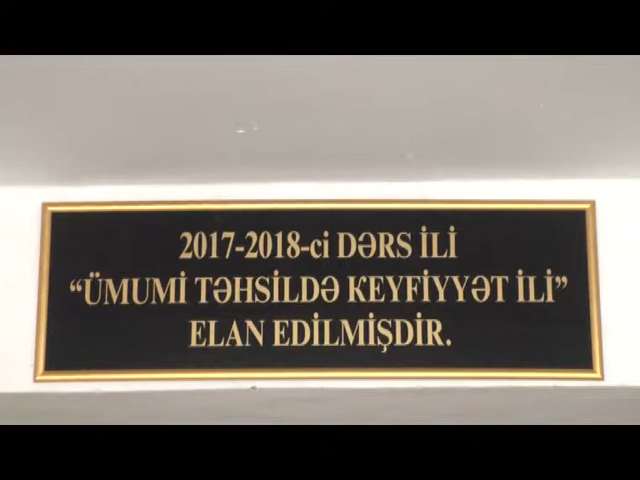 2017-2018-ci DƏRS İLİ
“ÜMUMİ TƏHSİLDƏ KEYFİYYƏT İLİ”
ELAN EDİLMİŞDİR.